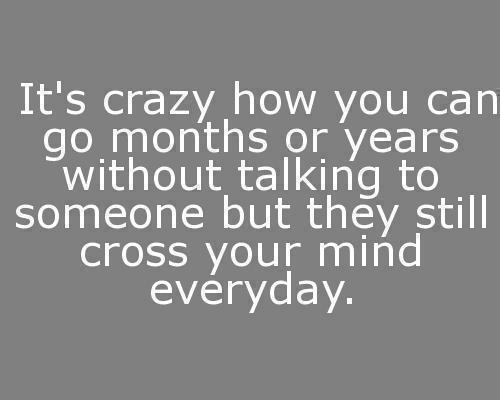 It's crazy how you can
go months or years
without talking to
someone but they still
cross your mind
everyday.